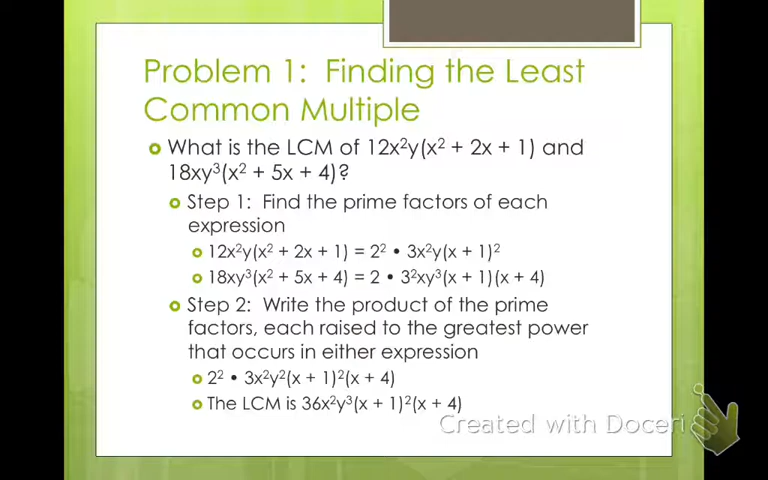 Problem 1:  Finding the Least
Common Multiple
What is the LCM of 12x²y(x² + 2x + 1) and
18xy³(x² + 5x + 4)?
Step 1:  Find the prime factors of each
expression
12x²y(x² + 2x + 1) = 2² • 3x²y(x + 1)²
18xy³(x² + 5x + 4) = 2 • 3²xy³(x + 1)(x + 4)
Step 2:  Write the product of the prime
factors, each raised to the greatest power
that occurs in either expression
2² • 3x²y²(x + 1)²(x + 4)
The LCM is 36x²y³(x + 1)²(x + 4)
Created with Doceri